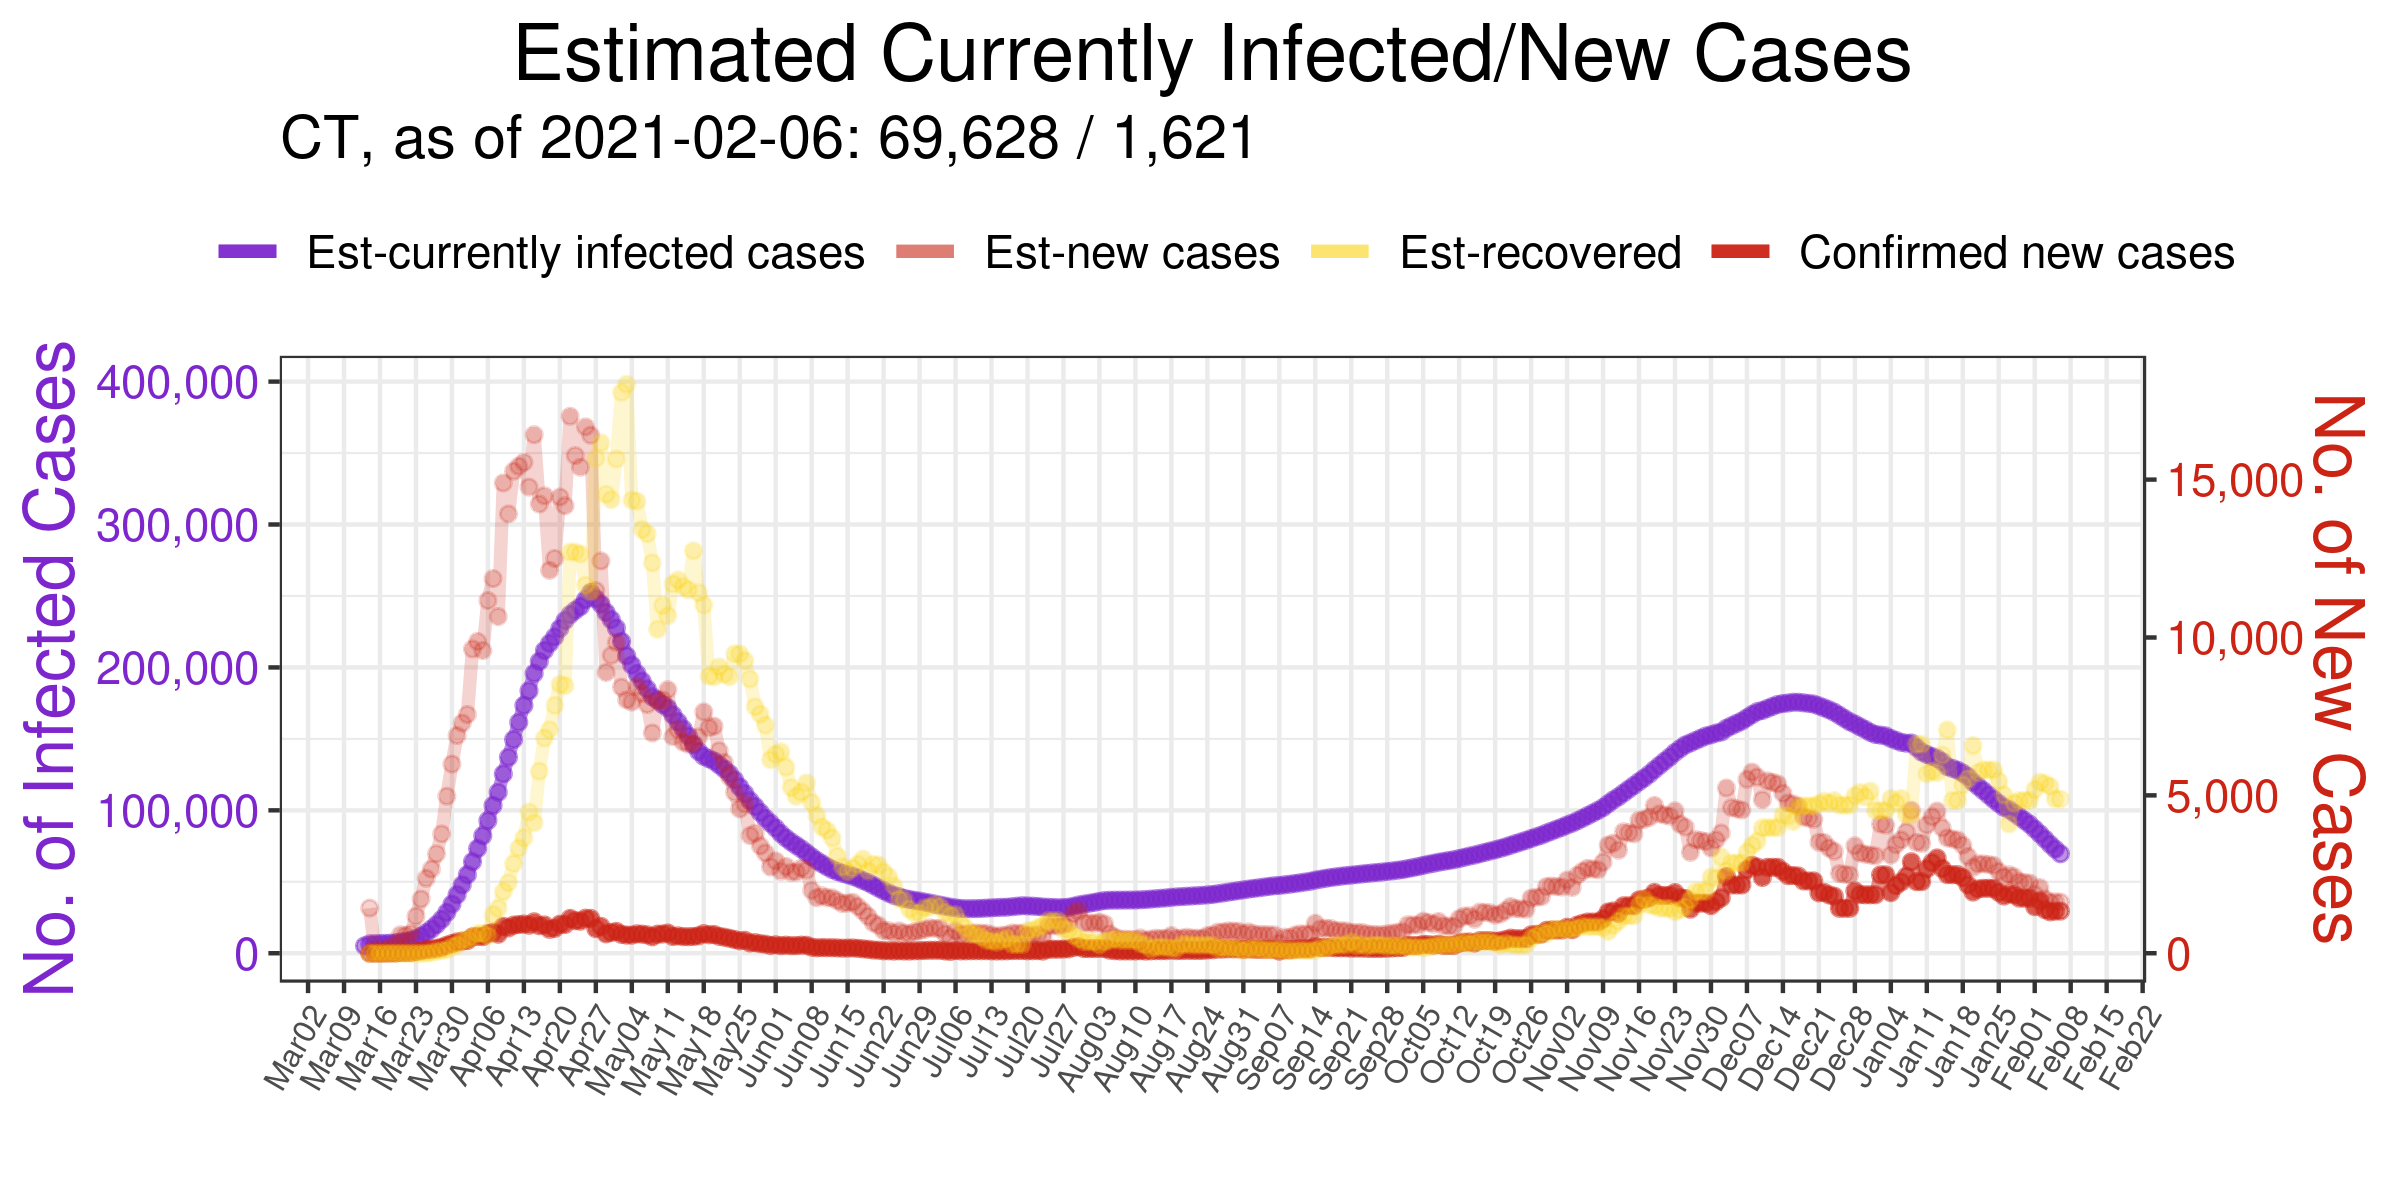 Estimated Currently Infected/New Cases
CT, as of 2021-02-06: 69,628 / 1,621
Est-currently infected cases Est-new cases Est-recovered Confirmed new cases
No. of Infected Cases
400,000
300,000
200,000
100,000
0
15,000
10,000
5,000
0
No. of New Cases
Mar02 Mar09 Mar16 Mar23 Mar30 Apr06 Apr13 Apr20 Apr27 May04 May11 May18 May25 Jun01 Jun08 Jun15 Jun22 Jun29 Jul06 Jul13 Jul20 Jul27 Aug03 Aug10 Aug17 Aug24 Aug31 Sep07 Sep14 Sep21 Sep28 Oct05 Oct12 Oct19 Oct26 Nov02 Nov09 Nov16 Nov23 Nov30 Dec07 Dec14 Dec21 Dec28 Jan04 Jan11 Jan18 Jan25 Feb01 Feb08 Feb15 Feb22